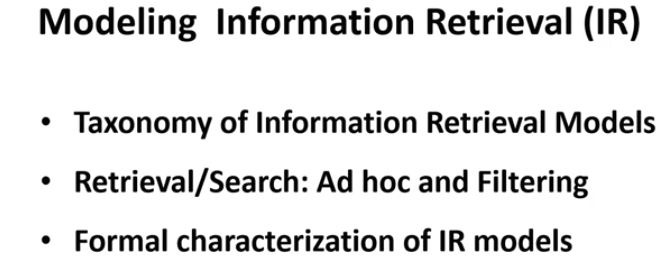 Modeling Information Retrieval (IR)
• Taxonomy of Information Retrieval Models
• Retrieval/Search: Ad hoc and Filtering
• Formal characterization of IR models